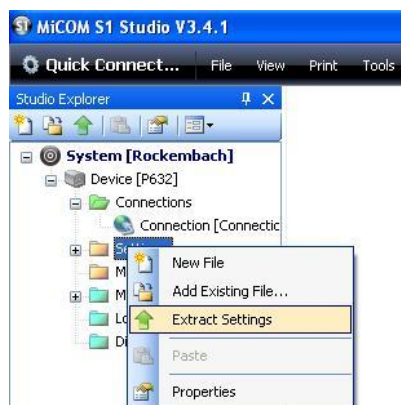 MiCOM S1 Studio V3.4.1
Quick Connect... File View Print Tools
Studio Explorer
System [Rockembach]
Device [P632]
Connections
Connection [Connectic
New File
Add Existing File...
Extract Settings
Paste
Properties